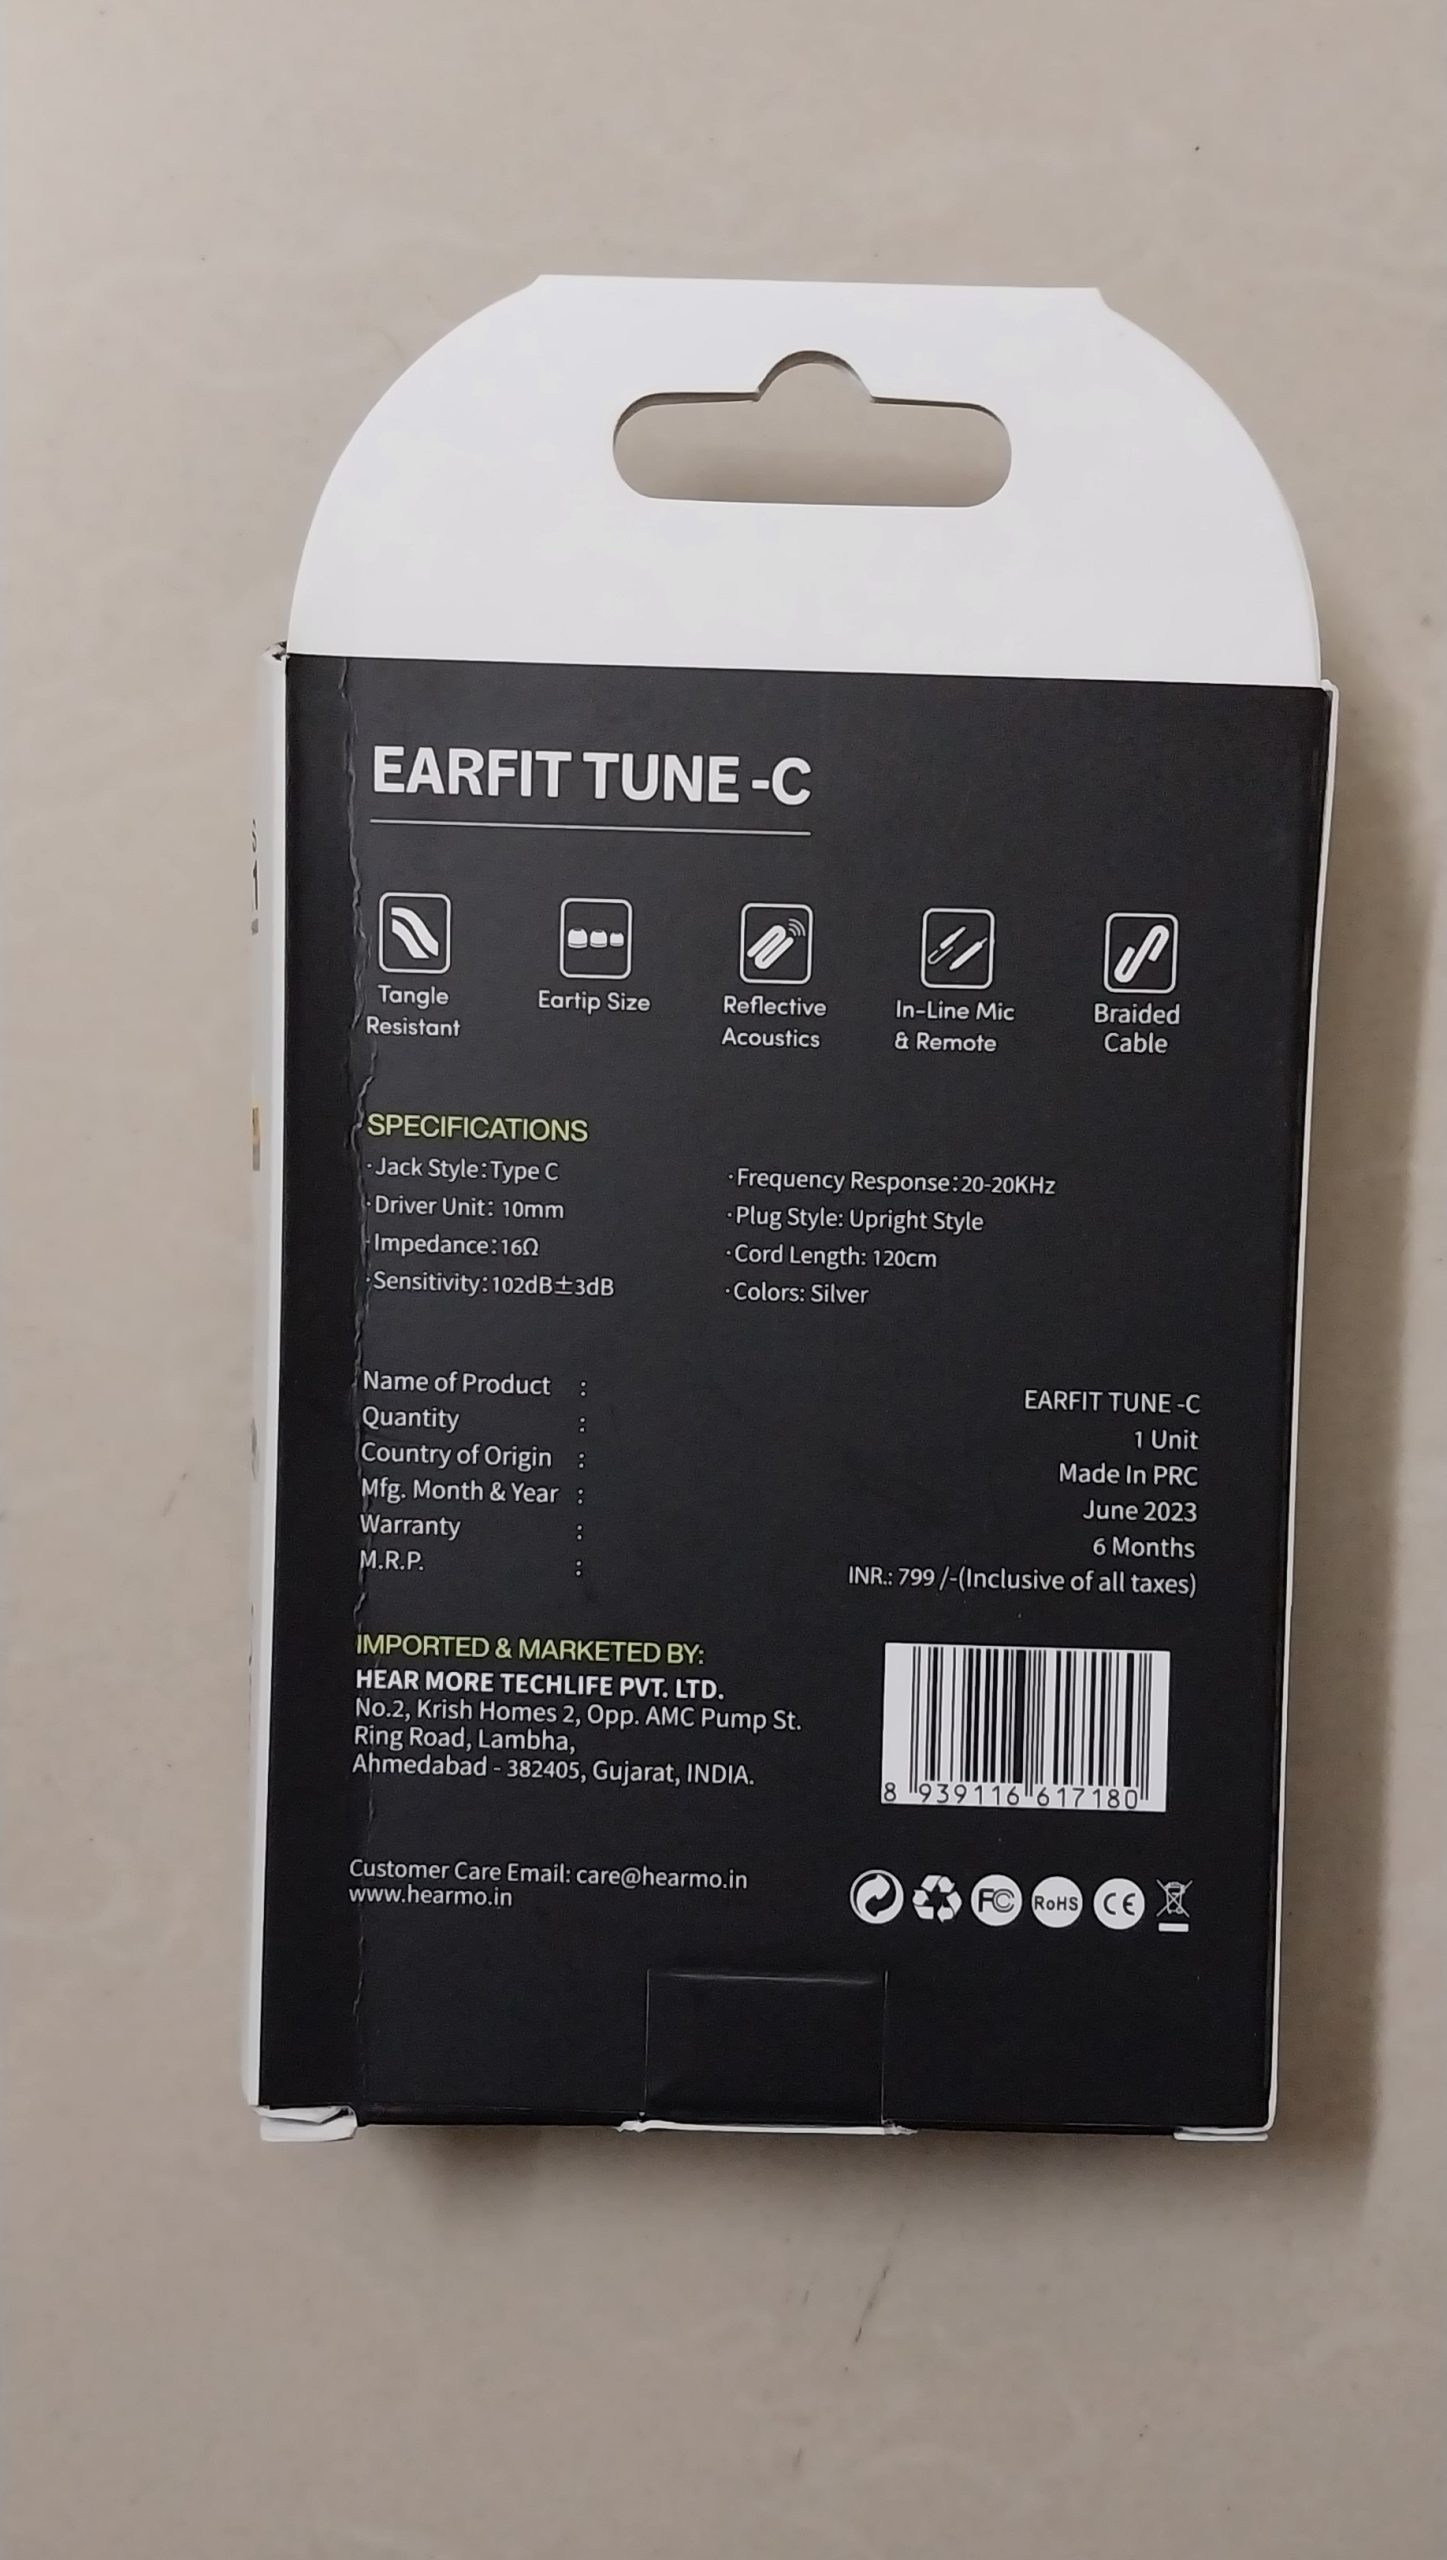 EARFIT TUNE -C
Tangle Resistant
Eartip Size
Reflective Acoustics
In-Line Mic & Remote
Braided Cable
SPECIFICATIONS
·Jack Style:Type C
·Driver Unit: 10mm
·Impedance:16Ω
·Sensitivity:102dB±3dB
·Frequency Response:20-20KHz
·Plug Style: Upright Style
·Cord Length: 120cm
·Colors: Silver
Name of Product : EARFIT TUNE -C
Quantity : 1 Unit
Country of Origin : Made In PRC
Mfg. Month & Year : June 2023
Warranty : 6 Months
M.R.P. : INR.: 799 /-(Inclusive of all taxes)
IMPORTED & MARKETED BY:
HEAR MORE TECHLIFE PVT. LTD.
No.2, Krish Homes 2, Opp. AMC Pump St.
Ring Road, Lambha,
Ahmedabad - 382405, Gujarat, INDIA.
8 939116 617180
Customer Care Email: care@hearmo.in
www.hearmo.in
FC RoHS CE